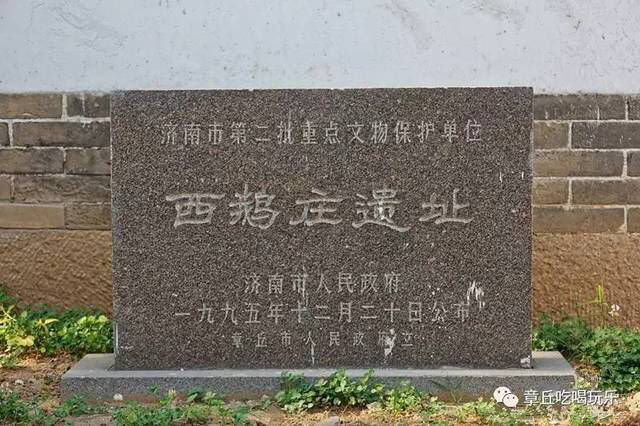 济南市第二批重点文物保护单位
西鹅庄遗址
济南市人民政府
一九九五年十二月二十日公布
章丘市人民政府立
章丘吃喝玩乐